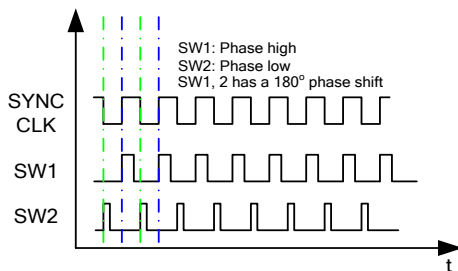 SW1: Phase high
SW2: Phase low
SW1, 2 has a 180° phase shift
SYNC
CLK
SW1
SW2
t